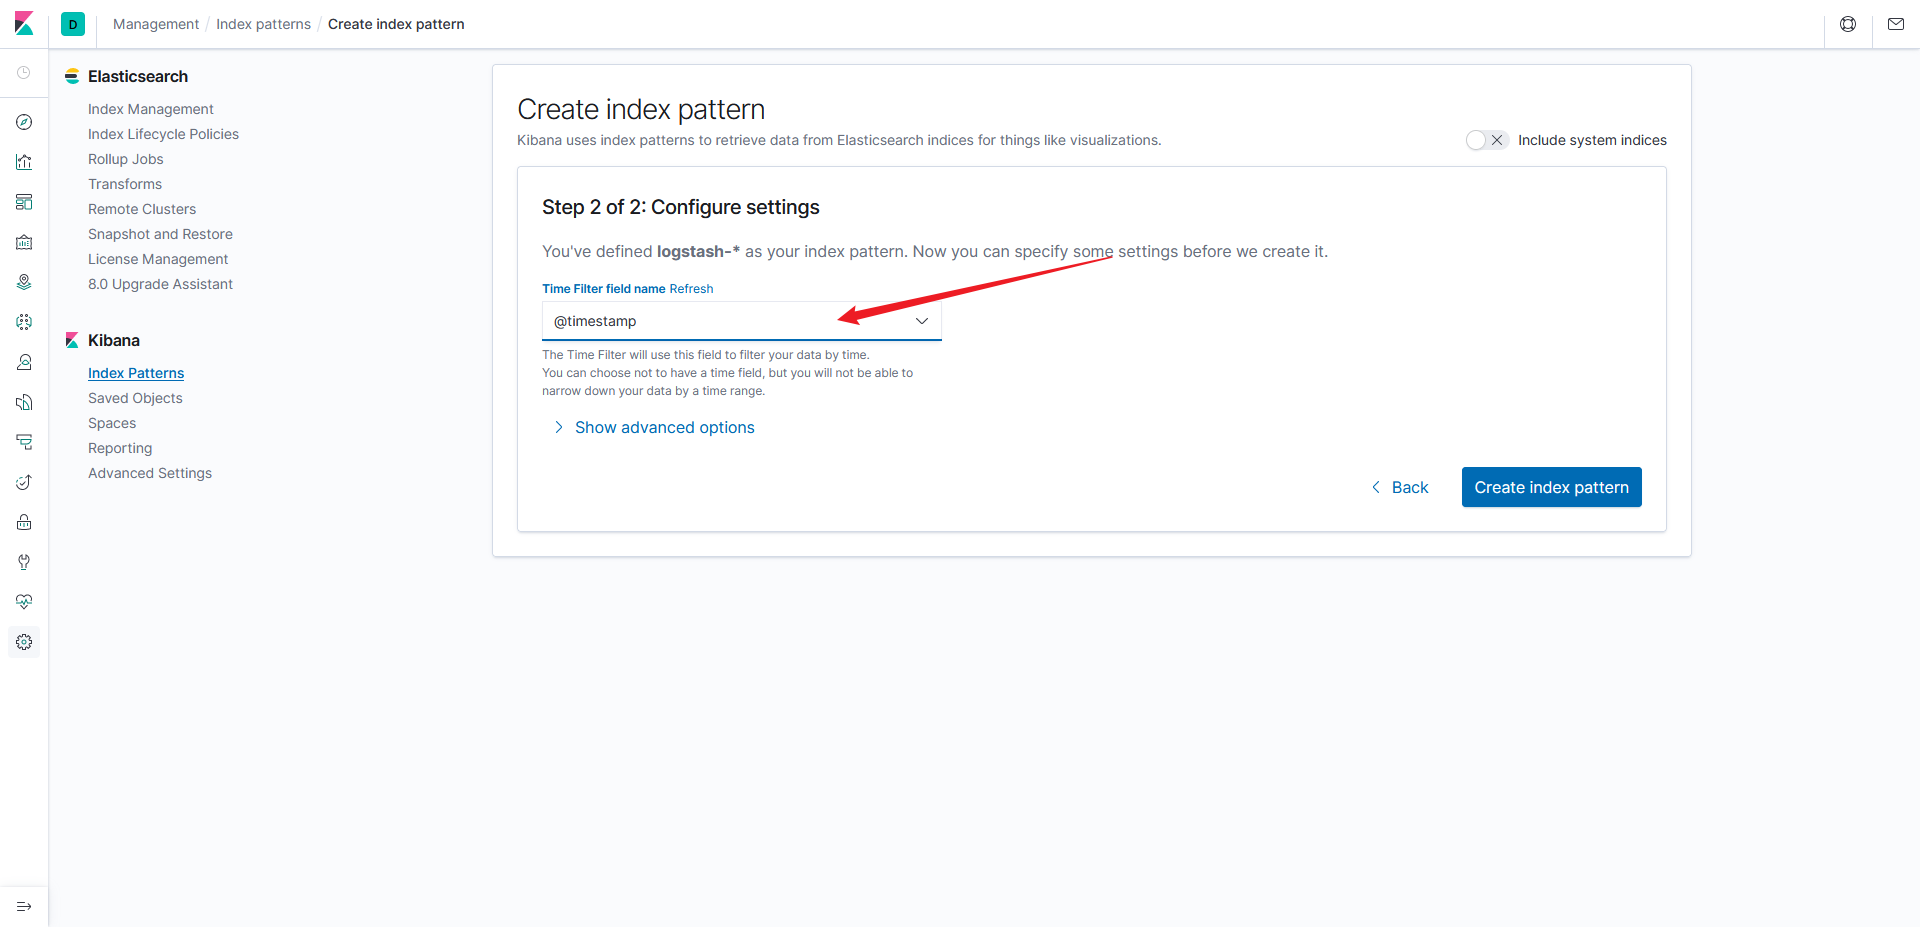 D
Management / Index patterns / Create index pattern
Elasticsearch
Index Management
Index Lifecycle Policies
Rollup Jobs
Transforms
Remote Clusters
Snapshot and Restore
License Management
8.0 Upgrade Assistant
Kibana
Index Patterns
Saved Objects
Spaces
Reporting
Advanced Settings
Create index pattern
Kibana uses index patterns to retrieve data from Elasticsearch indices for things like visualizations.
Include system indices
Step 2 of 2: Configure settings
You've defined logstash-* as your index pattern. Now you can specify some settings before we create it.
Time Filter field name Refresh
@timestamp
The Time Filter will use this field to filter your data by time.
You can choose not to have a time field, but you will not be able to
narrow down your data by a time range.
Show advanced options
Back
Create index pattern